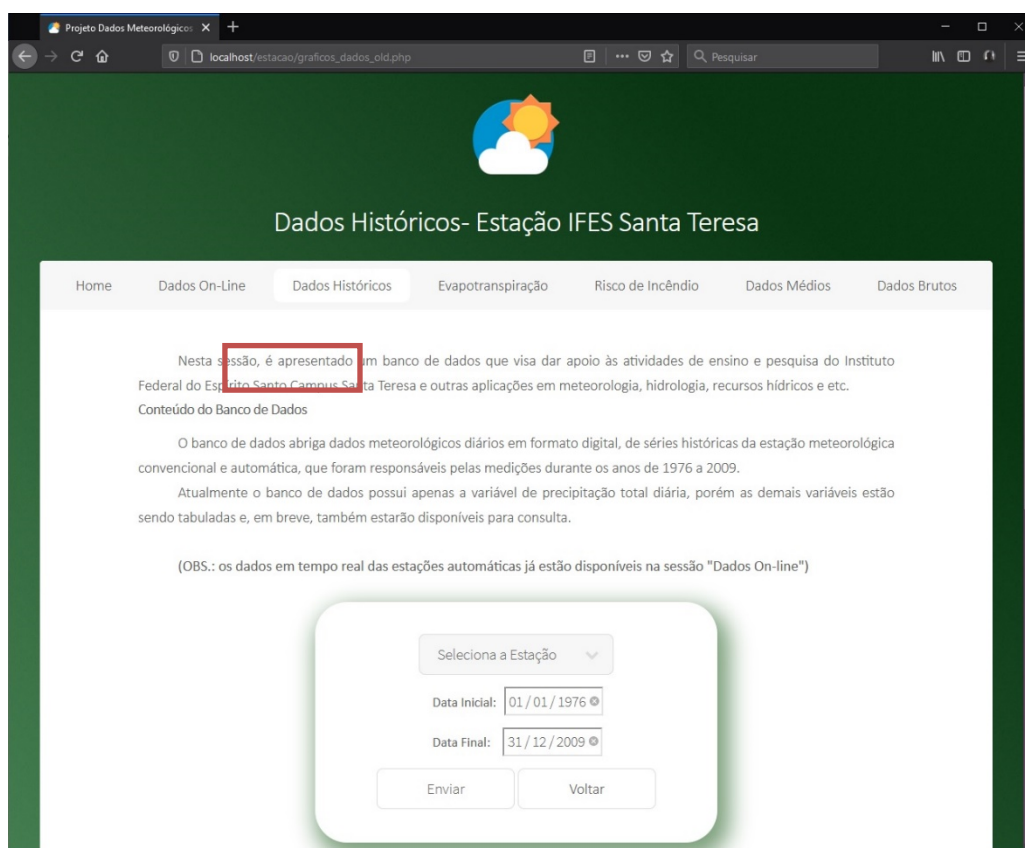 Projeto Dados Meteorológicos
localhost/estacao/graficos_dados_old.php
Pesquisar
Dados Históricos- Estação IFES Santa Teresa
Home Dados On-Line Dados Históricos Evapotranspiração Risco de Incêndio Dados Médios Dados Brutos
Nesta sessão, é apresentado um banco de dados que visa dar apoio às atividades de ensino e pesquisa do Instituto
Federal do Espírito Santo Campus Santa Teresa e outras aplicações em meteorologia, hidrologia, recursos hídricos e etc.
Conteúdo do Banco de Dados
O banco de dados abriga dados meteorológicos diários em formato digital, de séries históricas da estação meteorológica
convencional e automática, que foram responsáveis pelas medições durante os anos de 1976 a 2009.
Atualmente o banco de dados possui apenas a variável de precipitação total diária, porém as demais variáveis estão
sendo tabuladas e, em breve, também estarão disponíveis para consulta.
(OBS.: os dados em tempo real das estações automáticas já estão disponíveis na sessão "Dados On-line")
Seleciona a Estação
Data Inicial: 01/01/1976
Data Final: 31/12/2009
Enviar Voltar